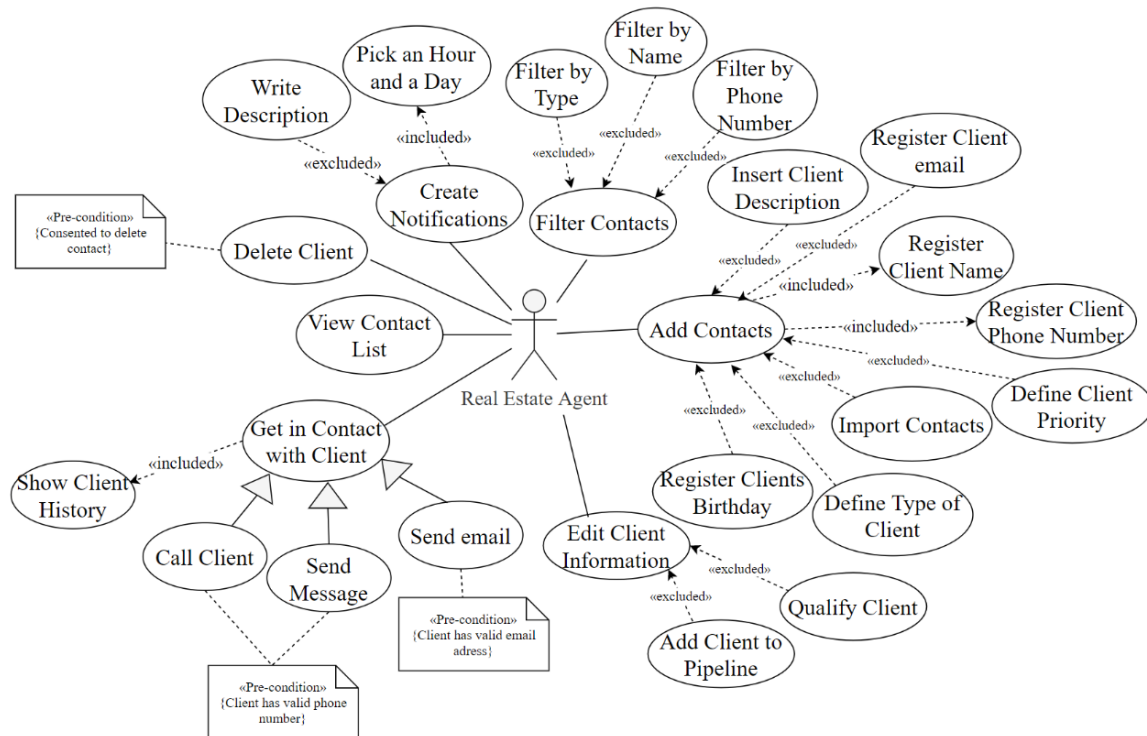 Pick an Hour
and a Day
Filter by
Name
Filter by
Type
Filter by
Phone
Number
Write
Description
«included»
«excluded»
«excluded»
«excluded»
«excluded»
Register Client
email
Insert Client
Description
Create
Notifications
Filter Contacts
«Pre-condition»
{Consented to delete
contact}
Delete Client
«excluded»
«excluded»
Register
Client Name
«included»
View Contact
List
Add Contacts
«included»
Register Client
Phone Number
Real Estate Agent
«excluded»
«excluded»
Define Client
Priority
Import Contacts
Get in Contact
with Client
«excluded»
«excluded»
«included»
Show Client
History
Register Clients
Birthday
Define Type of
Client
Call Client
Send
Message
Send email
Edit Client
Information
«excluded»
«excluded»
Qualify Client
«Pre-condition»
{Client has valid email
adress}
Add Client to
Pipeline
«Pre-condition»
{Client has valid phone
number}